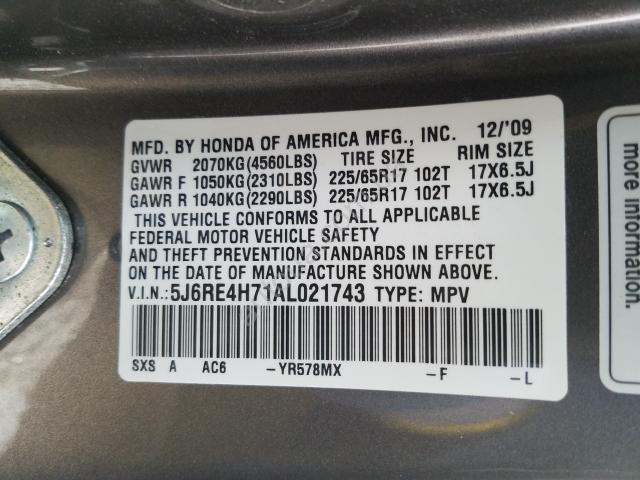 MFD. BY HONDA OF AMERICA MFG., INC. 12/'09
GVWR 2070KG(4560LBS) TIRE SIZE RIM SIZE
GAWR F 1050KG(2310LBS) 225/65R17 102T 17X6.5J
GAWR R 1040KG(2290LBS) 225/65R17 102T 17X6.5J
THIS VEHICLE CONFORMS TO ALL APPLICABLE
FEDERAL MOTOR VEHICLE SAFETY
AND THEFT PREVENTION STANDARDS IN EFFECT
ON THE DATE OF MANUFACTURE SHOWN ABOVE.
V.I.N.: 5J6RE4H71AL021743 TYPE: MPV
SXS A AC6 -YR578MX -F -L
more information.